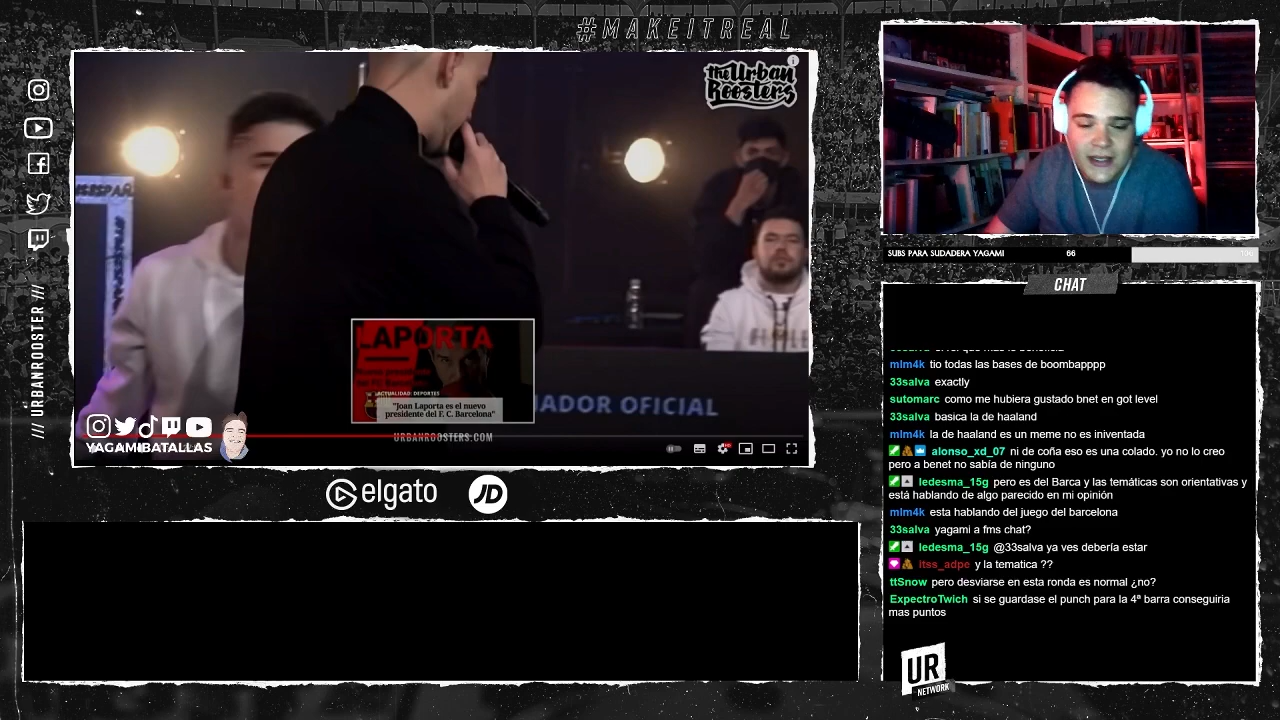 #MAKEITREAL
the Urban
Roosters
/// URBANROOSTER ///
LAPORTA
ACTUALIDAD: DEPORTES
"Joan Laporta es el nuevo
presidente del F. C. Barcelona"
IADOR OFICIAL
URBANROOSTERS.COM
YAGAMIBATALLAS
elgato
JD
SUBS PARA SUDADERA YAGAMI 66 100
CHAT
mlm4k tio todas las bases de boombapppp
33salva exactly
sutomarc como me hubiera gustado bnet en got level
33salva basica la de haaland
mlm4k la de haaland es un meme no es iniventada
alonso_xd_07 ni de coña eso es una colado. yo no lo creo
pero a benet no sabía de ninguno
ledesma_15g pero es del Barca y las temáticas son orientativas y
está hablando de algo parecido en mi opinión
mlm4k esta hablando del juego del barcelona
33salva yagami a fms chat?
ledesma_15g @33salva ya ves debería estar
itss_adpe y la tematica ??
ttSnow pero desviarse en esta ronda es normal ¿no?
ExpectroTwich si se guardase el punch para la 4ª barra conseguiria
mas puntos
UR
NETWORK